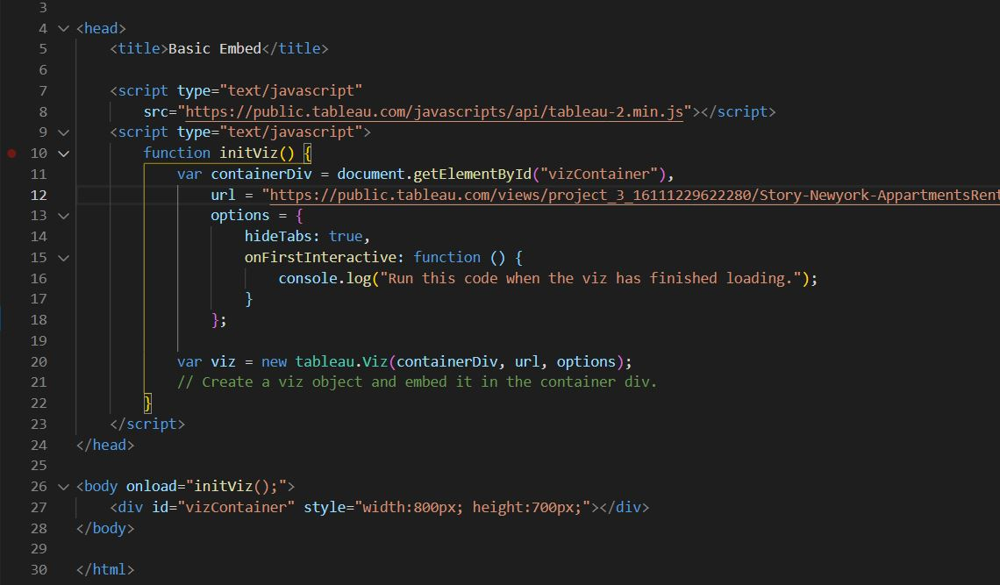 3
4 <head>
5 <title>Basic Embed</title>
6
7 <script type="text/javascript"
8 src="https://public.tableau.com/javascripts/api/tableau-2.min.js"></script>
9 <script type="text/javascript">
10 function initViz() {
11 var containerDiv = document.getElementById("vizContainer"),
12 url = "https://public.tableau.com/views/project_3_16111229622280/Story-Newyork-AppartmentsRent
13 options = {
14 hideTabs: true,
15 onFirstInteractive: function () {
16 console.log("Run this code when the viz has finished loading.");
17 }
18 };
19
20 var viz = new tableau.Viz(containerDiv, url, options);
21 // Create a viz object and embed it in the container div.
22 }
23 </script>
24 </head>
25
26 <body onload="initViz();">
27 <div id="vizContainer" style="width:800px; height:700px;"></div>
28 </body>
29
30 </html>